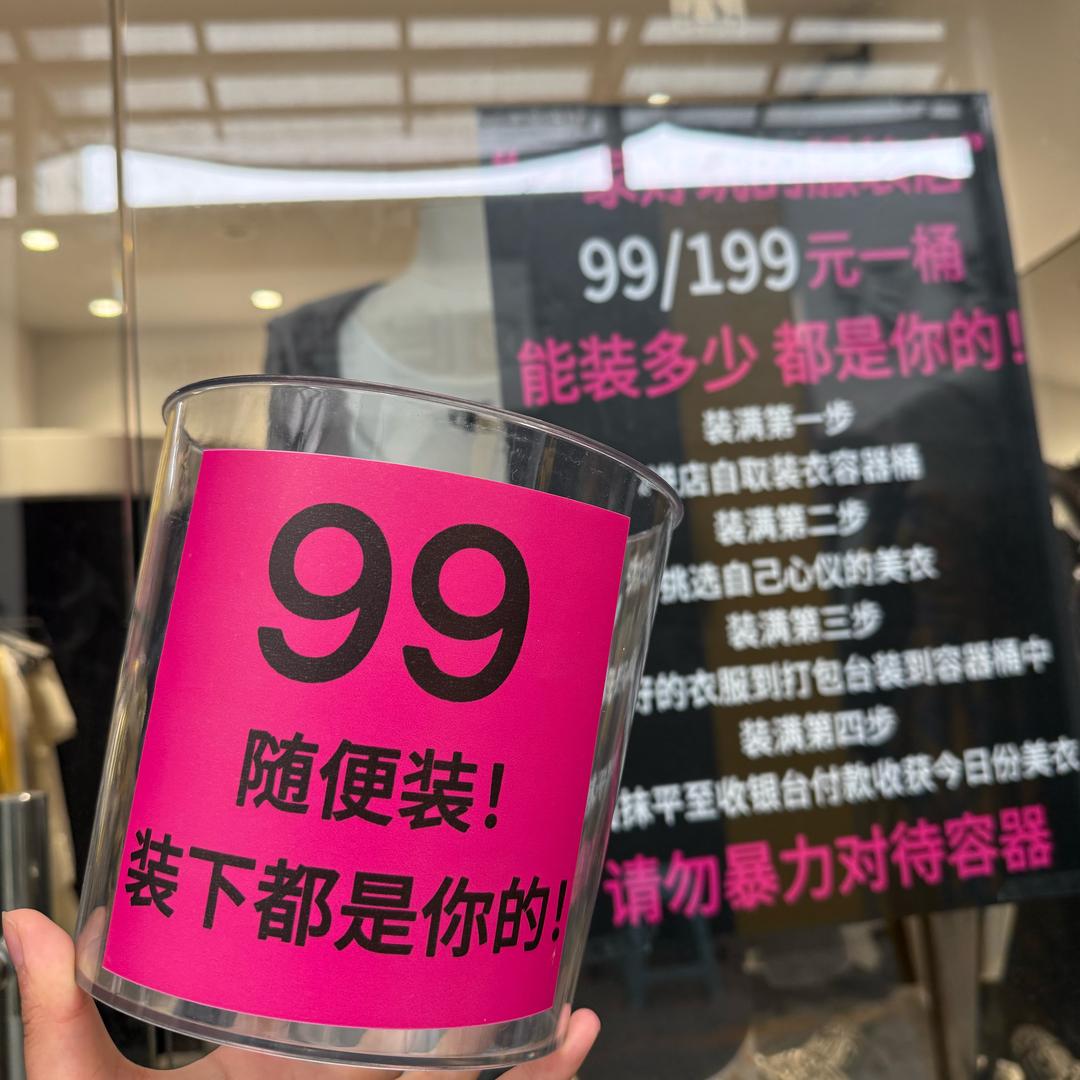 99
随便装!
装下都是你的!
99/199元一桶
能装多少 都是你的!
装满第一步
进店自取装衣容器桶
装满第二步
挑选自己心仪的美衣
装满第三步
好的衣服到打包台装到容器桶中
装满第四步
抹平至收银台付款收获今日份美衣
请勿暴力对待容器